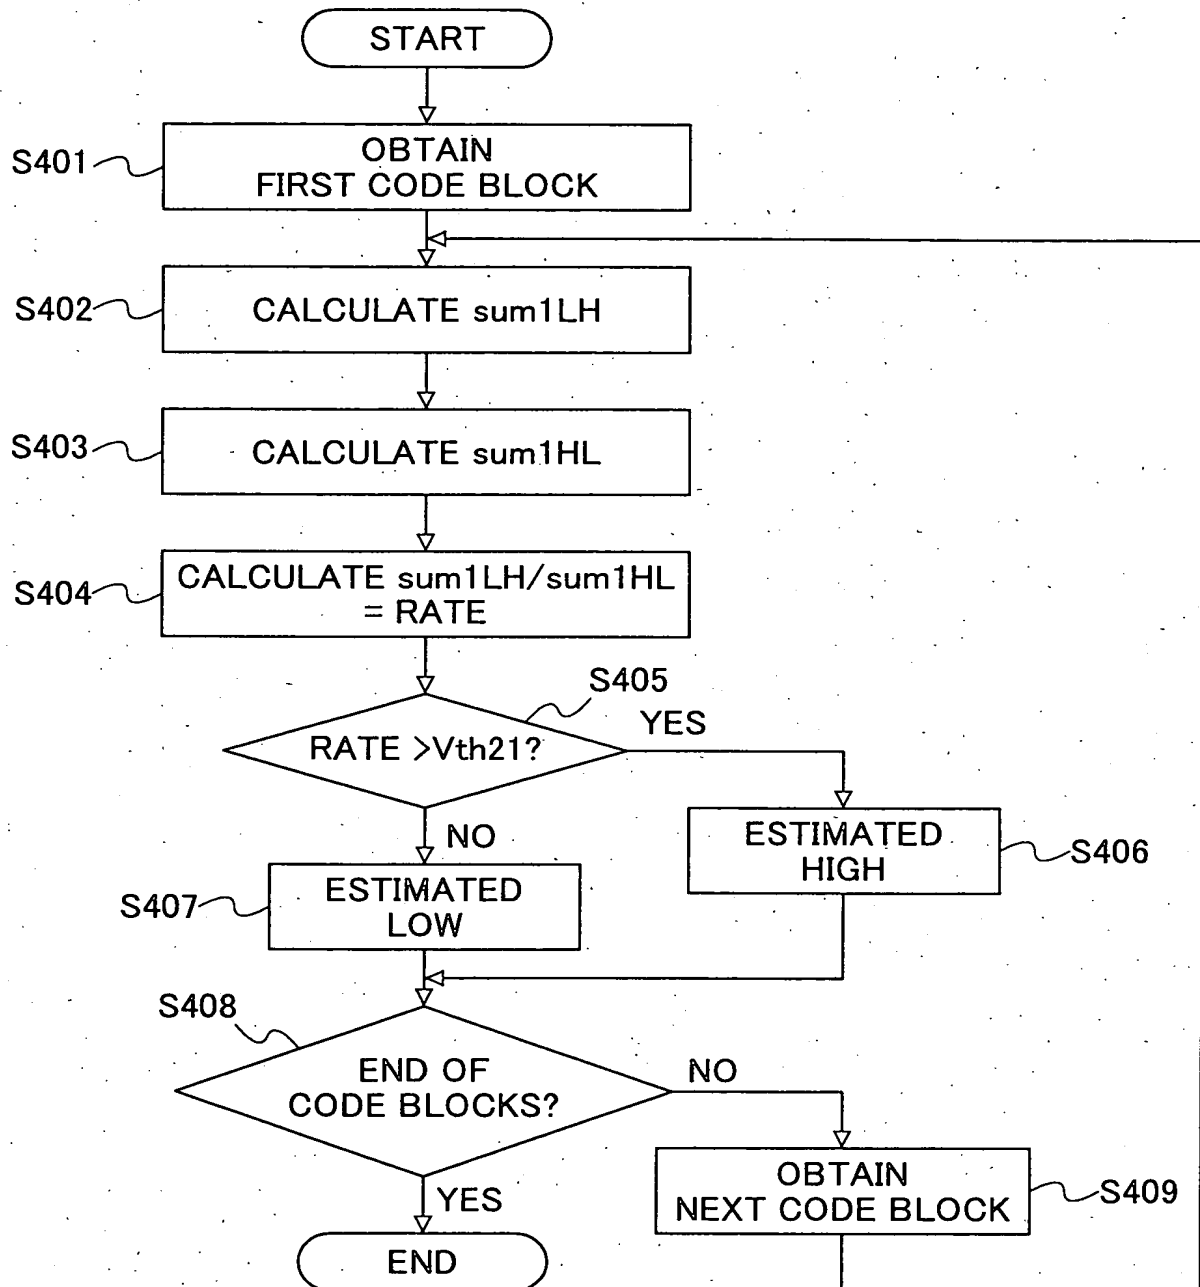 START
S401
OBTAIN
FIRST CODE BLOCK
S402
CALCULATE sum1LH
S403
CALCULATE sum1HL
S404
CALCULATE sum1LH/sum1HL
= RATE
S405
RATE >Vth21?
YES
NO
ESTIMATED
HIGH
S406
S407
ESTIMATED
LOW
S408
END OF
CODE BLOCKS?
NO
YES
OBTAIN
NEXT CODE BLOCK
S409
END